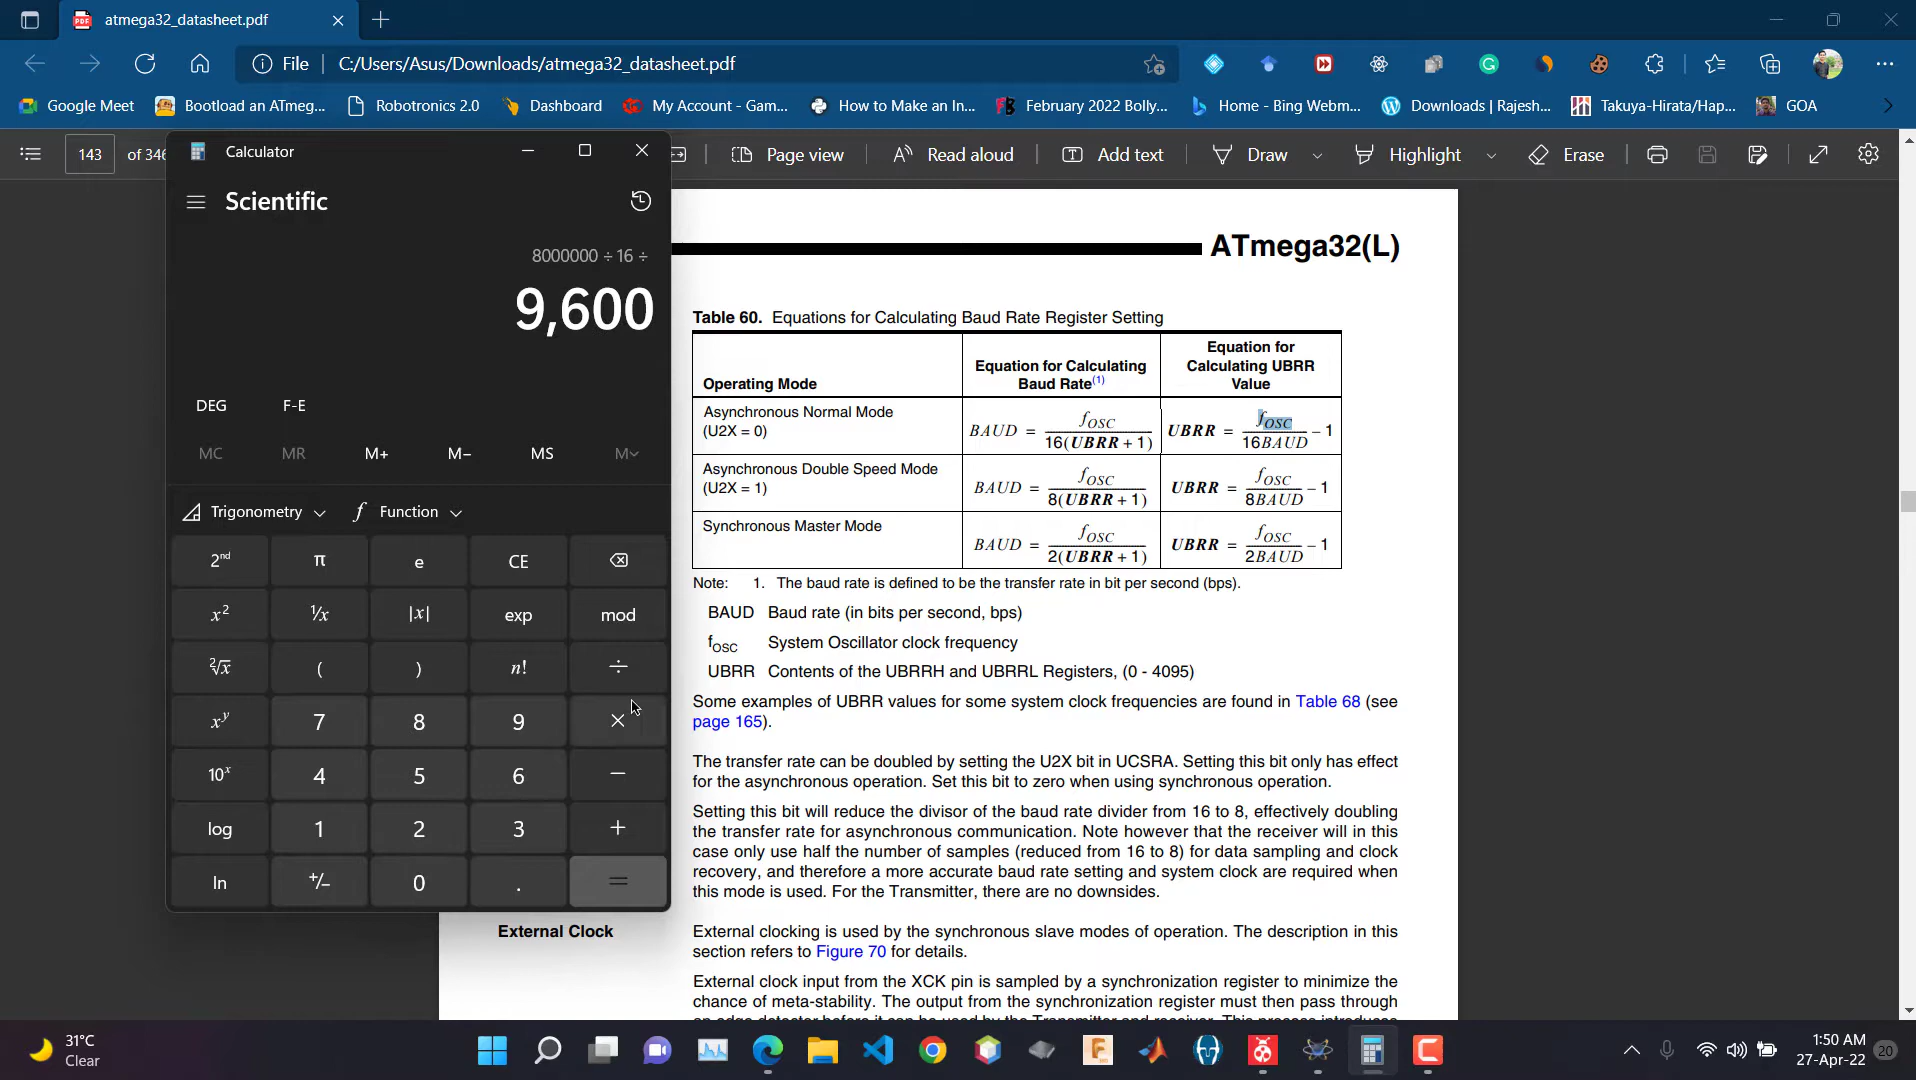 atmega32_datasheet.pdf
File | C:/Users/Asus/Downloads/atmega32_datasheet.pdf
Google Meet Bootload an ATmeg... Robotronics 2.0 Dashboard My Account - Gam... How to Make an In... February 2022 Bolly... Home - Bing Webm... Downloads | Rajesh... Takuya-Hirata/Hap... GOA
143 of 346 Page view Read aloud Add text Draw Highlight Erase
Calculator
Scientific
8000000 ÷ 16 ÷
9,600
DEG F-E
MC MR M+ M− MS M
Trigonometry f Function
2nd π e CE
x² ¹/x |x| exp mod
²√x ( ) n! ÷
xʸ 7 8 9 ×
10ˣ 4 5 6 −
log 1 2 3 +
ln +/− 0 . =
ATmega32(L)
Table 60. Equations for Calculating Baud Rate Register Setting
Operating Mode Equation for Calculating Baud Rate(1) Equation for Calculating UBRR Value
Asynchronous Normal Mode (U2X = 0) BAUD = fOSC / 16(UBRR + 1) UBRR = fOSC / 16BAUD − 1
Asynchronous Double Speed Mode (U2X = 1) BAUD = fOSC / 8(UBRR + 1) UBRR = fOSC / 8BAUD − 1
Synchronous Master Mode BAUD = fOSC / 2(UBRR + 1) UBRR = fOSC / 2BAUD − 1
Note: 1. The baud rate is defined to be the transfer rate in bit per second (bps).
BAUD Baud rate (in bits per second, bps)
fOSC System Oscillator clock frequency
UBRR Contents of the UBRRH and UBRRL Registers, (0 - 4095)
Some examples of UBRR values for some system clock frequencies are found in Table 68 (see
page 165).
The transfer rate can be doubled by setting the U2X bit in UCSRA. Setting this bit only has effect
for the asynchronous operation. Set this bit to zero when using synchronous operation.
Setting this bit will reduce the divisor of the baud rate divider from 16 to 8, effectively doubling
the transfer rate for asynchronous communication. Note however that the receiver will in this
case only use half the number of samples (reduced from 16 to 8) for data sampling and clock
recovery, and therefore a more accurate baud rate setting and system clock are required when
this mode is used. For the Transmitter, there are no downsides.
External Clock
External clocking is used by the synchronous slave modes of operation. The description in this
section refers to Figure 70 for details.
External clock input from the XCK pin is sampled by a synchronization register to minimize the
chance of meta-stability. The output from the synchronization register must then pass through
31°C
Clear
1:50 AM
27-Apr-22
20